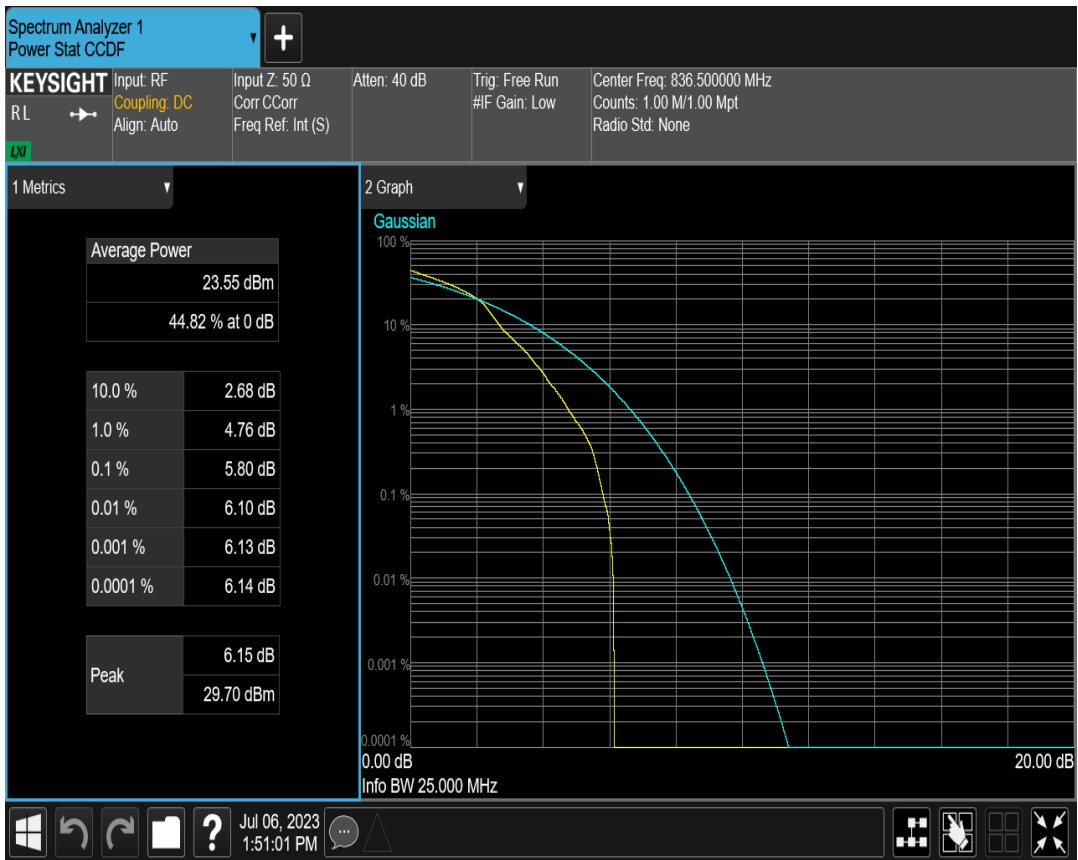 Spectrum Analyzer 1
Power Stat CCDF
KEYSIGHT
RL
LXI
Input: RF
Coupling: DC
Align: Auto
Input Z: 50 Ω
Corr CCorr
Freq Ref: Int (S)
Atten: 40 dB
Trig: Free Run
#IF Gain: Low
Center Freq: 836.500000 MHz
Counts: 1.00 M/1.00 Mpt
Radio Std: None
1 Metrics
Average Power
23.55 dBm
44.82 % at 0 dB
10.0 % 2.68 dB
1.0 % 4.76 dB
0.1 % 5.80 dB
0.01 % 6.10 dB
0.001 % 6.13 dB
0.0001 % 6.14 dB
Peak
6.15 dB
29.70 dBm
2 Graph
Gaussian
100 %
10 %
1 %
0.1 %
0.01 %
0.001 %
0.0001 %
0.00 dB 20.00 dB
Info BW 25.000 MHz
?
Jul 06, 2023
1:51:01 PM